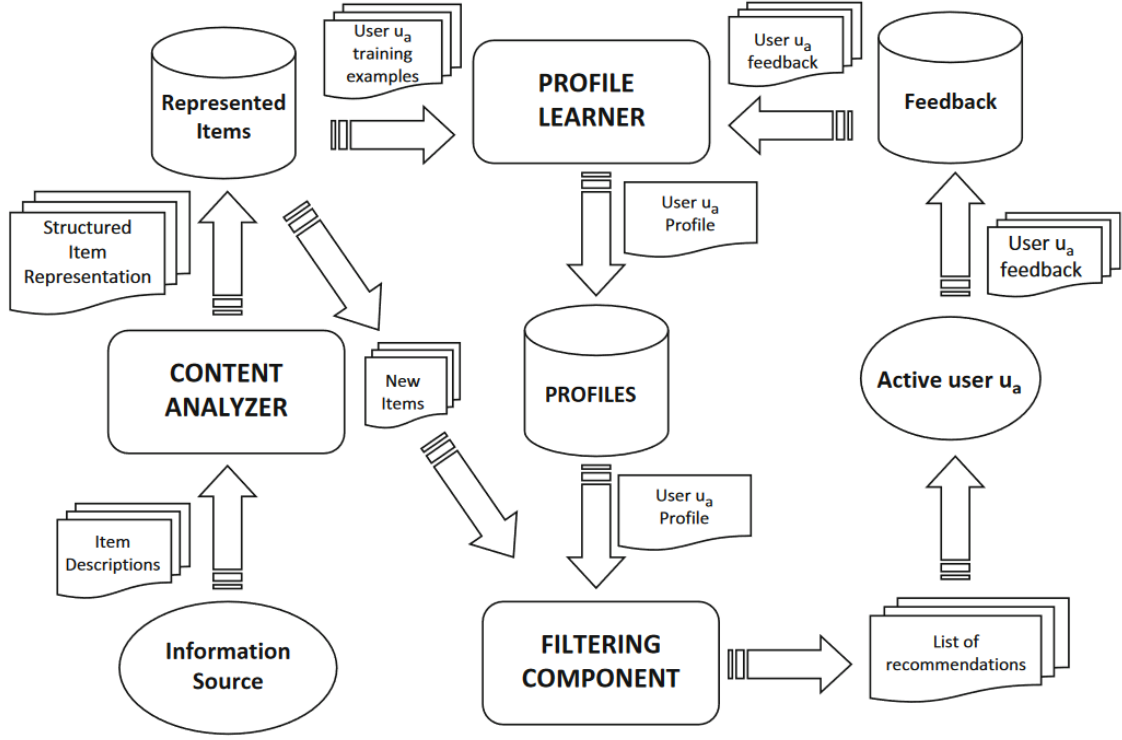 User uₐ
training
examples
User uₐ
feedback
PROFILE
LEARNER
Represented
Items
Feedback
User uₐ
Profile
Structured
Item
Representation
User uₐ
feedback
CONTENT
ANALYZER
New
Items
PROFILES
Active user uₐ
User uₐ
Profile
Item
Descriptions
Information
Source
FILTERING
COMPONENT
List of
recommendations